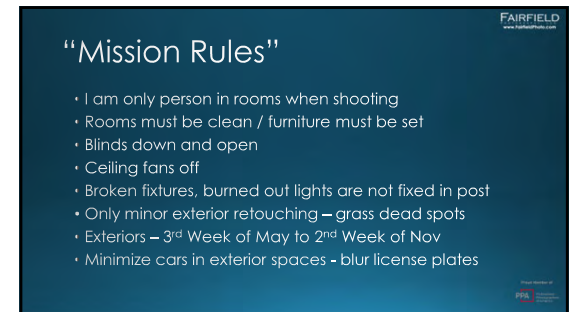 FAIRFIELD
www.FairfieldPhoto.com
“Mission Rules”
• I am only person in rooms when shooting
• Rooms must be clean / furniture must be set
• Blinds down and open
• Ceiling fans off
• Broken fixtures, burned out lights are not fixed in post
• Only minor exterior retouching – grass dead spots
• Exteriors – 3rd Week of May to 2nd Week of Nov
• Minimize cars in exterior spaces - blur license plates
Proud Member of
PPA